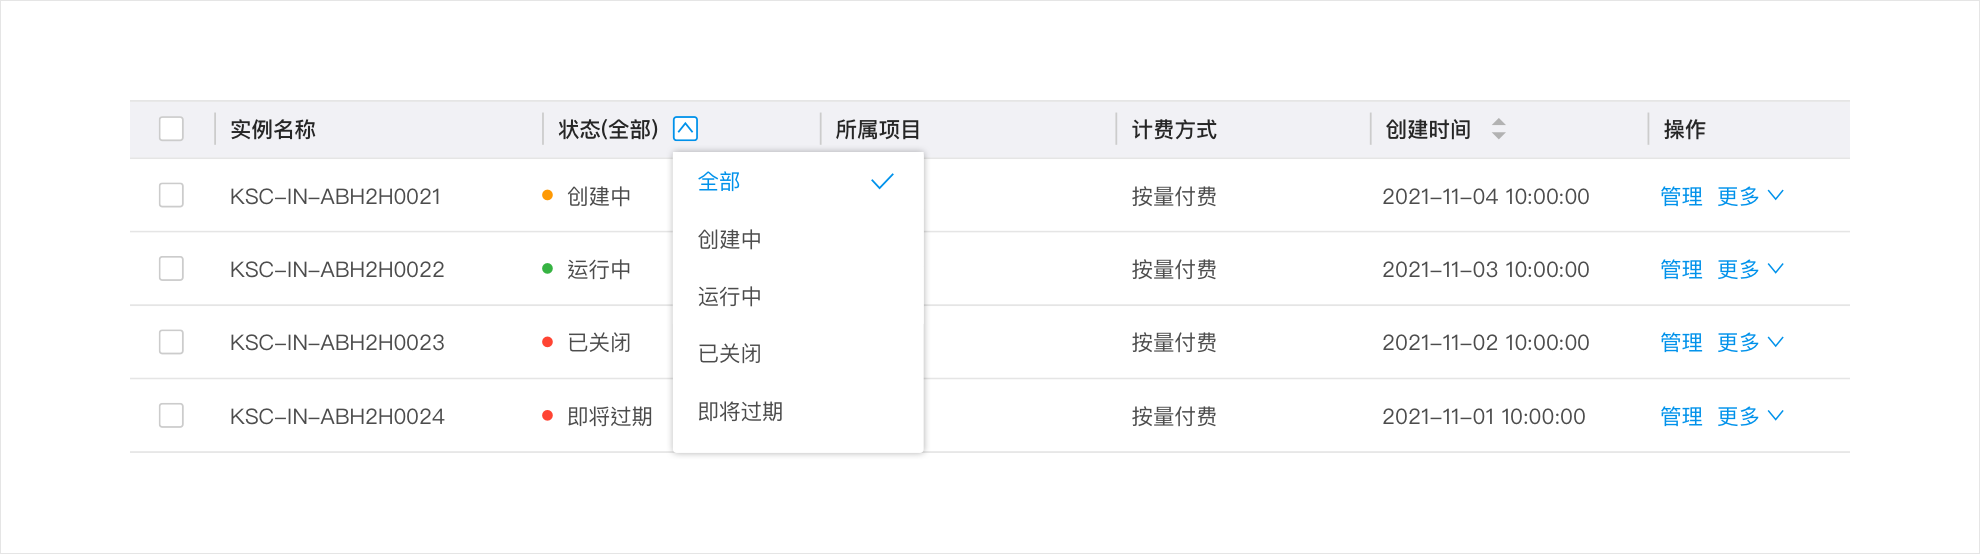 实例名称 状态(全部) 所属项目 计费方式 创建时间 操作
KSC-IN-ABH2H0021 创建中 按量付费 2021-11-04 10:00:00 管理 更多
KSC-IN-ABH2H0022 运行中 按量付费 2021-11-03 10:00:00 管理 更多
KSC-IN-ABH2H0023 已关闭 按量付费 2021-11-02 10:00:00 管理 更多
KSC-IN-ABH2H0024 即将过期 按量付费 2021-11-01 10:00:00 管理 更多
全部
创建中
运行中
已关闭
即将过期